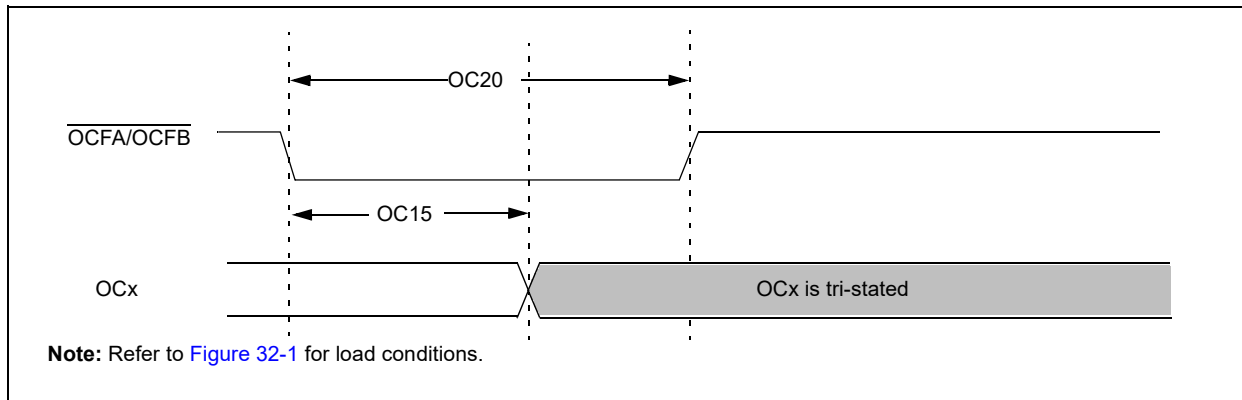 OC20
OCFA/OCFB
OC15
OCx
OCx is tri-stated
Note: Refer to Figure 32-1 for load conditions.